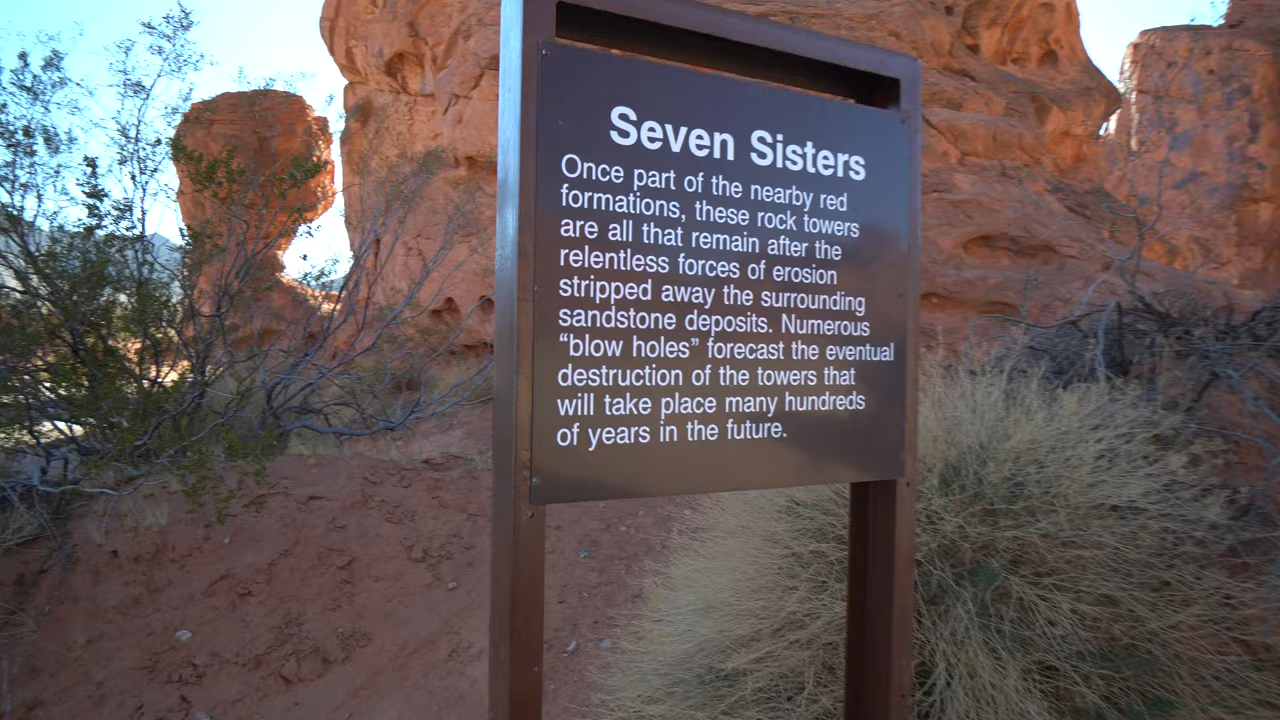 Seven Sisters
Once part of the nearby red
formations, these rock towers
are all that remain after the
relentless forces of erosion
stripped away the surrounding
sandstone deposits. Numerous
“blow holes” forecast the eventual
destruction of the towers that
will take place many hundreds
of years in the future.